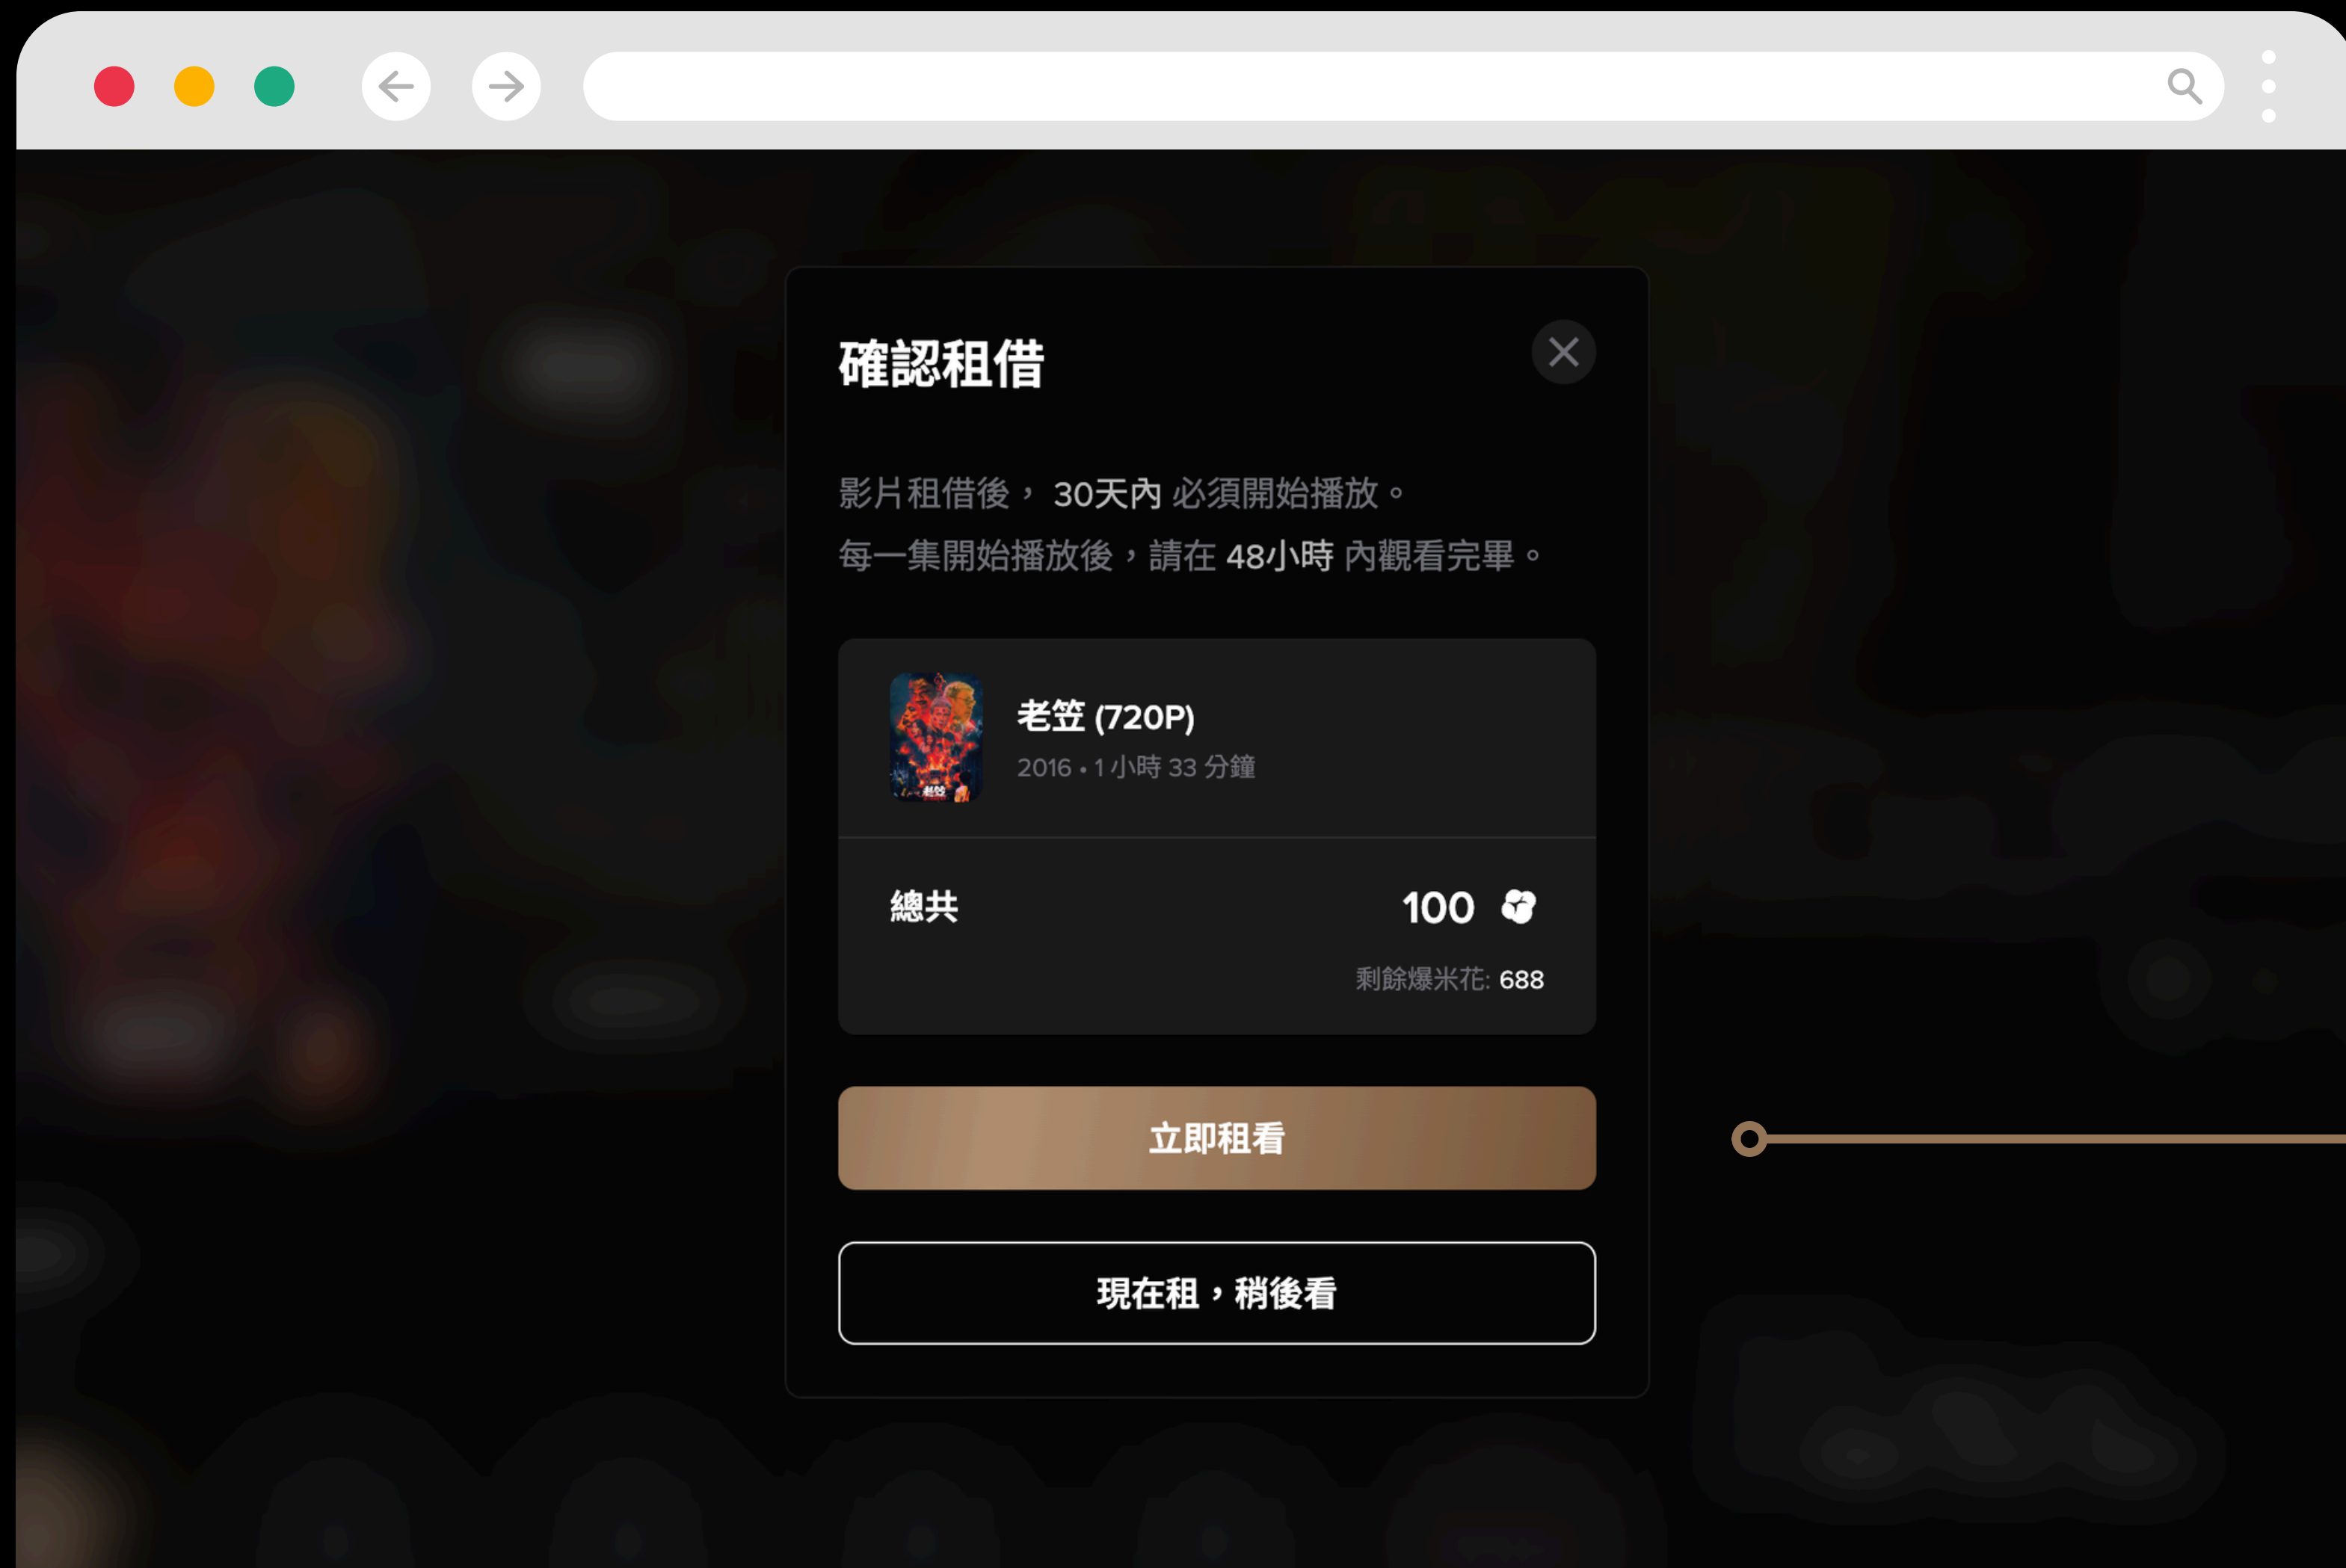 確認租借
影片租借後， 30天內 必須開始播放。
每一集開始播放後，請在 48小時 內觀看完畢。
老笠 (720P)
2016 • 1 小時 33 分鐘
老笠
總共
100
剩餘爆米花: 688
立即租看
現在租，稍後看